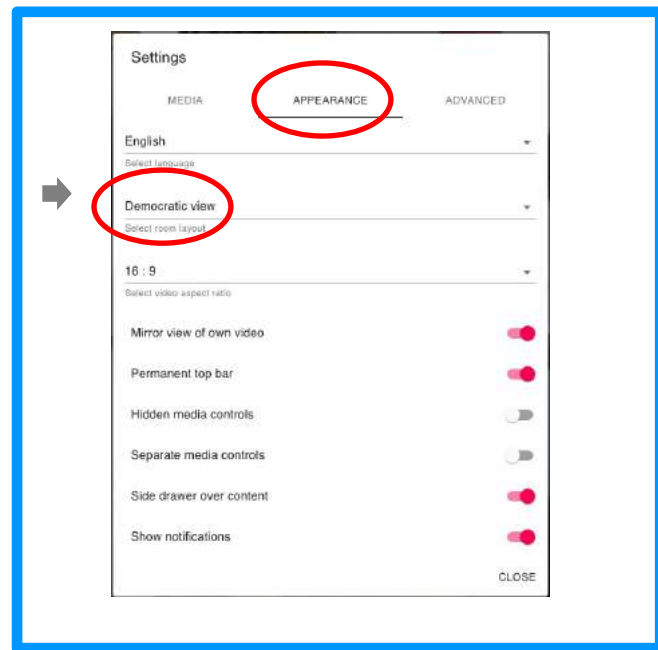 Settings
MEDIA APPEARANCE ADVANCED
English
Select language
Democratic view
Select room layout
16 : 9
Select video aspect ratio
Mirror view of own video
Permanent top bar
Hidden media controls
Separate media controls
Side drawer over content
Show notifications
CLOSE